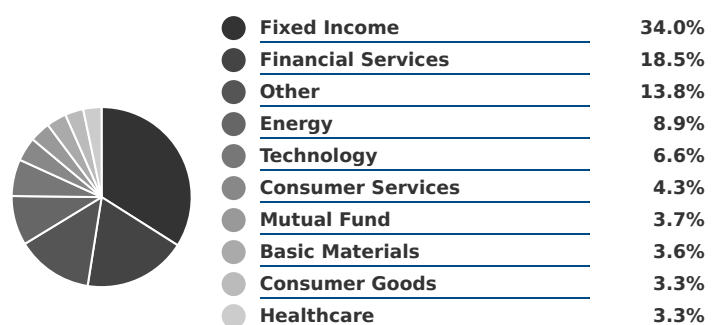 Fixed Income 34.0%
Financial Services 18.5%
Other 13.8%
Energy 8.9%
Technology 6.6%
Consumer Services 4.3%
Mutual Fund 3.7%
Basic Materials 3.6%
Consumer Goods 3.3%
Healthcare 3.3%